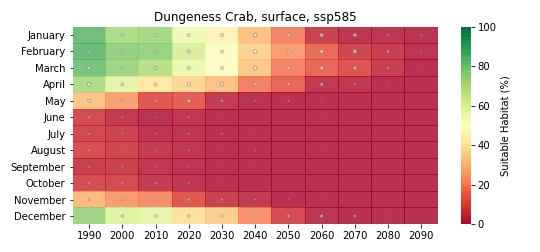 Dungeness Crab, surface, ssp585
January
February
March
April
May
June
July
August
September
October
November
December
1990 2000 2010 2020 2030 2040 2050 2060 2070 2080 2090
100
80
60
40
20
0
Suitable Habitat (%)